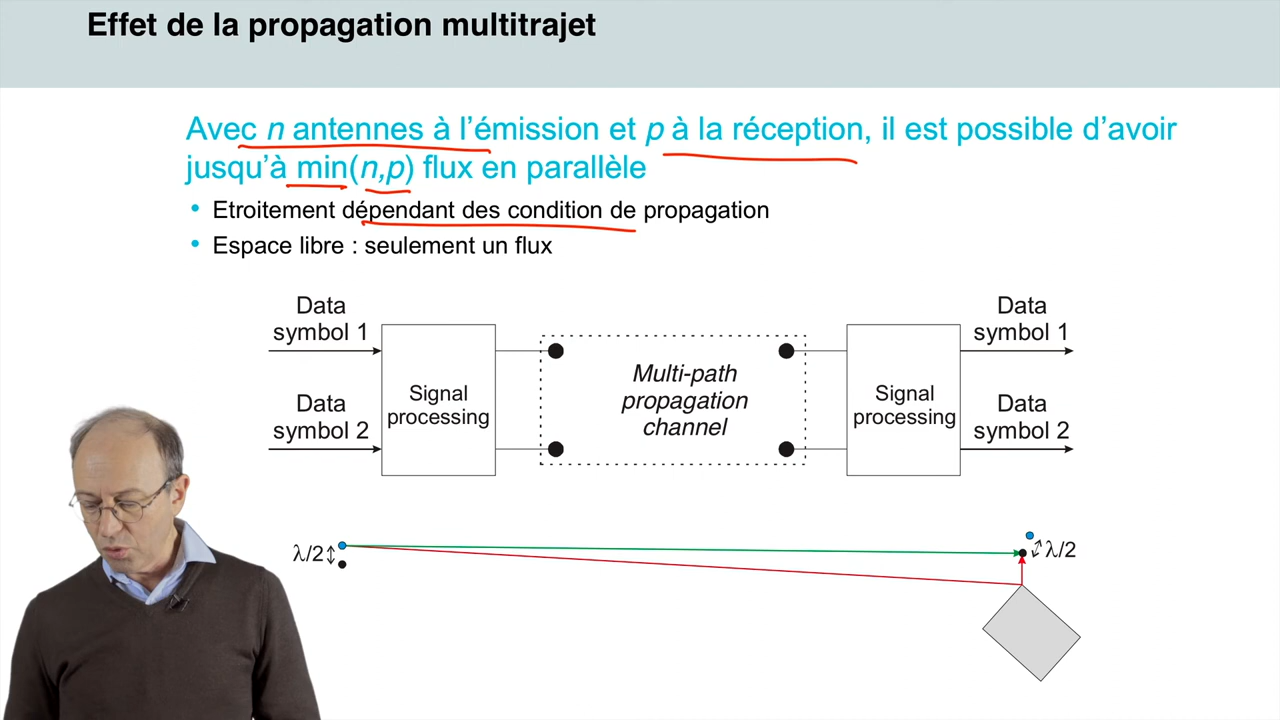 Effet de la propagation multitrajet
Avec n antennes à l'émission et p à la réception, il est possible d'avoir
jusqu'à min(n,p) flux en parallèle
• Etroitement dépendant des condition de propagation
• Espace libre : seulement un flux
Data
symbol 1
Data
symbol 2
Signal
processing
Multi-path
propagation
channel
Signal
processing
Data
symbol 1
Data
symbol 2
λ/2
λ/2